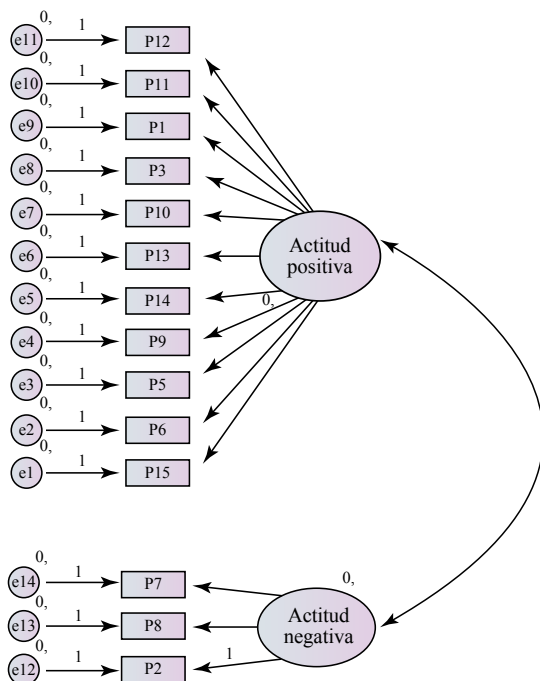 0,
e11 1 P12
0,
e10 1 P11
0,
e9 1 P1
0,
e8 1 P3
0,
e7 1 P10
0,
e6 1 P13
0,
e5 1 P14
0,
e4 1 P9
0,
e3 1 P5
0,
e2 1 P6
0,
e1 1 P15
Actitud
positiva
0,
0,
e14 1 P7
0,
e13 1 P8
0,
e12 1 P2
1
0,
Actitud
negativa